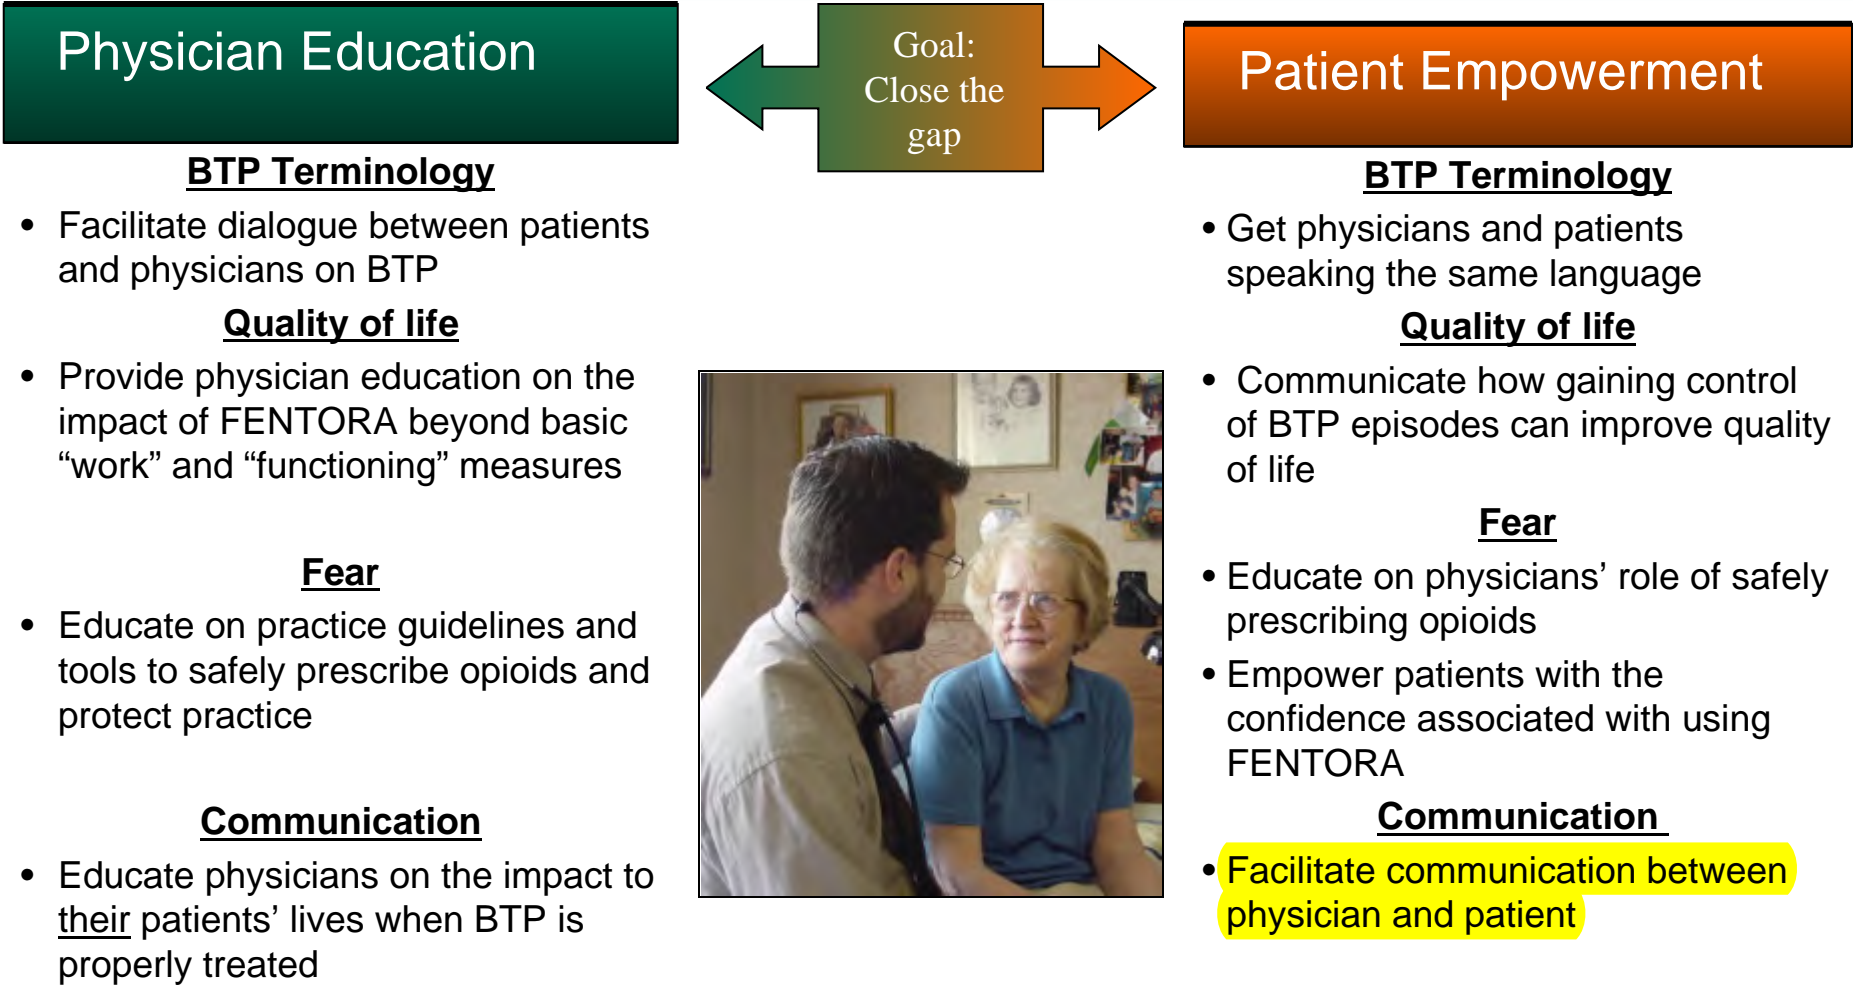 Physician Education
Goal:
Close the
gap
Patient Empowerment
BTP Terminology
• Facilitate dialogue between patients
and physicians on BTP
Quality of life
• Provide physician education on the
impact of FENTORA beyond basic
“work” and “functioning” measures
Fear
• Educate on practice guidelines and
tools to safely prescribe opioids and
protect practice
Communication
• Educate physicians on the impact to
their patients’ lives when BTP is
properly treated
BTP Terminology
• Get physicians and patients
speaking the same language
Quality of life
• Communicate how gaining control
of BTP episodes can improve quality
of life
Fear
• Educate on physicians’ role of safely
prescribing opioids
• Empower patients with the
confidence associated with using
FENTORA
Communication
• Facilitate communication between
physician and patient